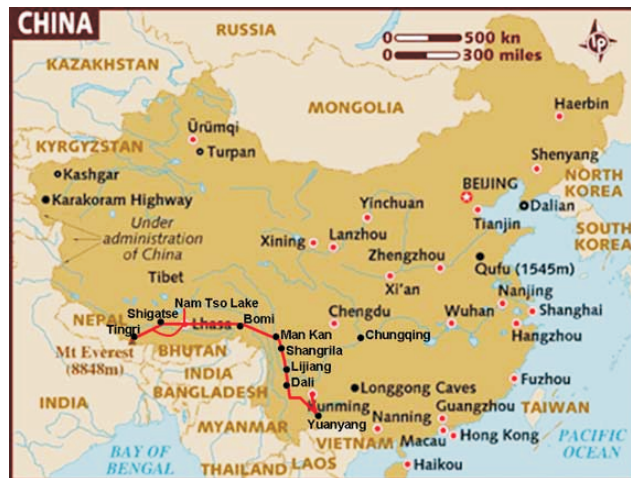 CHINA
RUSSIA
0 500 km
0 300 miles
LP
KAZAKHSTAN
MONGOLIA
Haerbin
Ürümqi
Turpan
KYRGYZSTAN
Shenyang
Kashgar
BEIJING
NORTH
KOREA
Karakoram Highway
Yinchuan
Dalian
Tianjin
Under
administration
of China
Xining
Lanzhou
SOUTH
KOREA
Zhengzhou
Qufu (1545m)
Tibet
Xi'an
Nanjing
Nam Tso Lake
Shigatse
Chengdu
Wuhan
Shanghai
NEPAL
Lhasa
Bomi
Tingri
Man Kan
Chungqing
Hangzhou
Mt Everest
(8848m)
BHUTAN
Shangrila
Lijiang
INDIA
Dali
Longgong Caves
Fuzhou
BANGLADESH
Kunming
Guangzhou
TAIWAN
INDIA
Nanning
Yuanyang
MYANMAR
Macau
Hong Kong
PACIFIC
OCEAN
VIETNAM
BAY OF
BENGAL
LAOS
THAILAND
Haikou